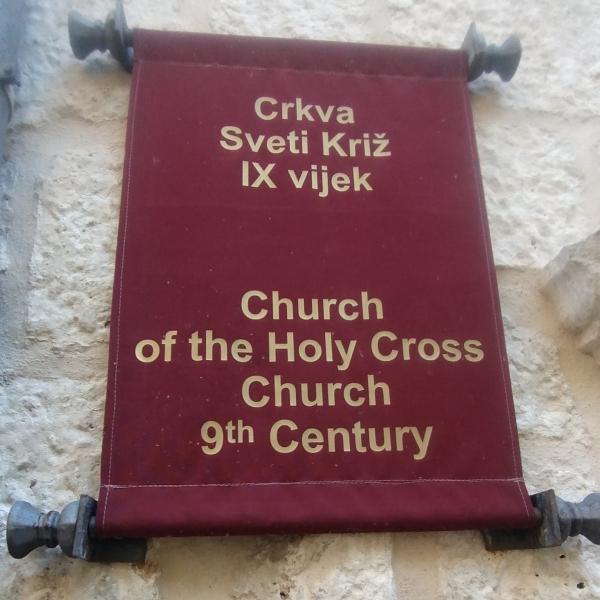 Crkva
Sveti Križ
IX vijek
Church
of the Holy Cross
Church
9th Century